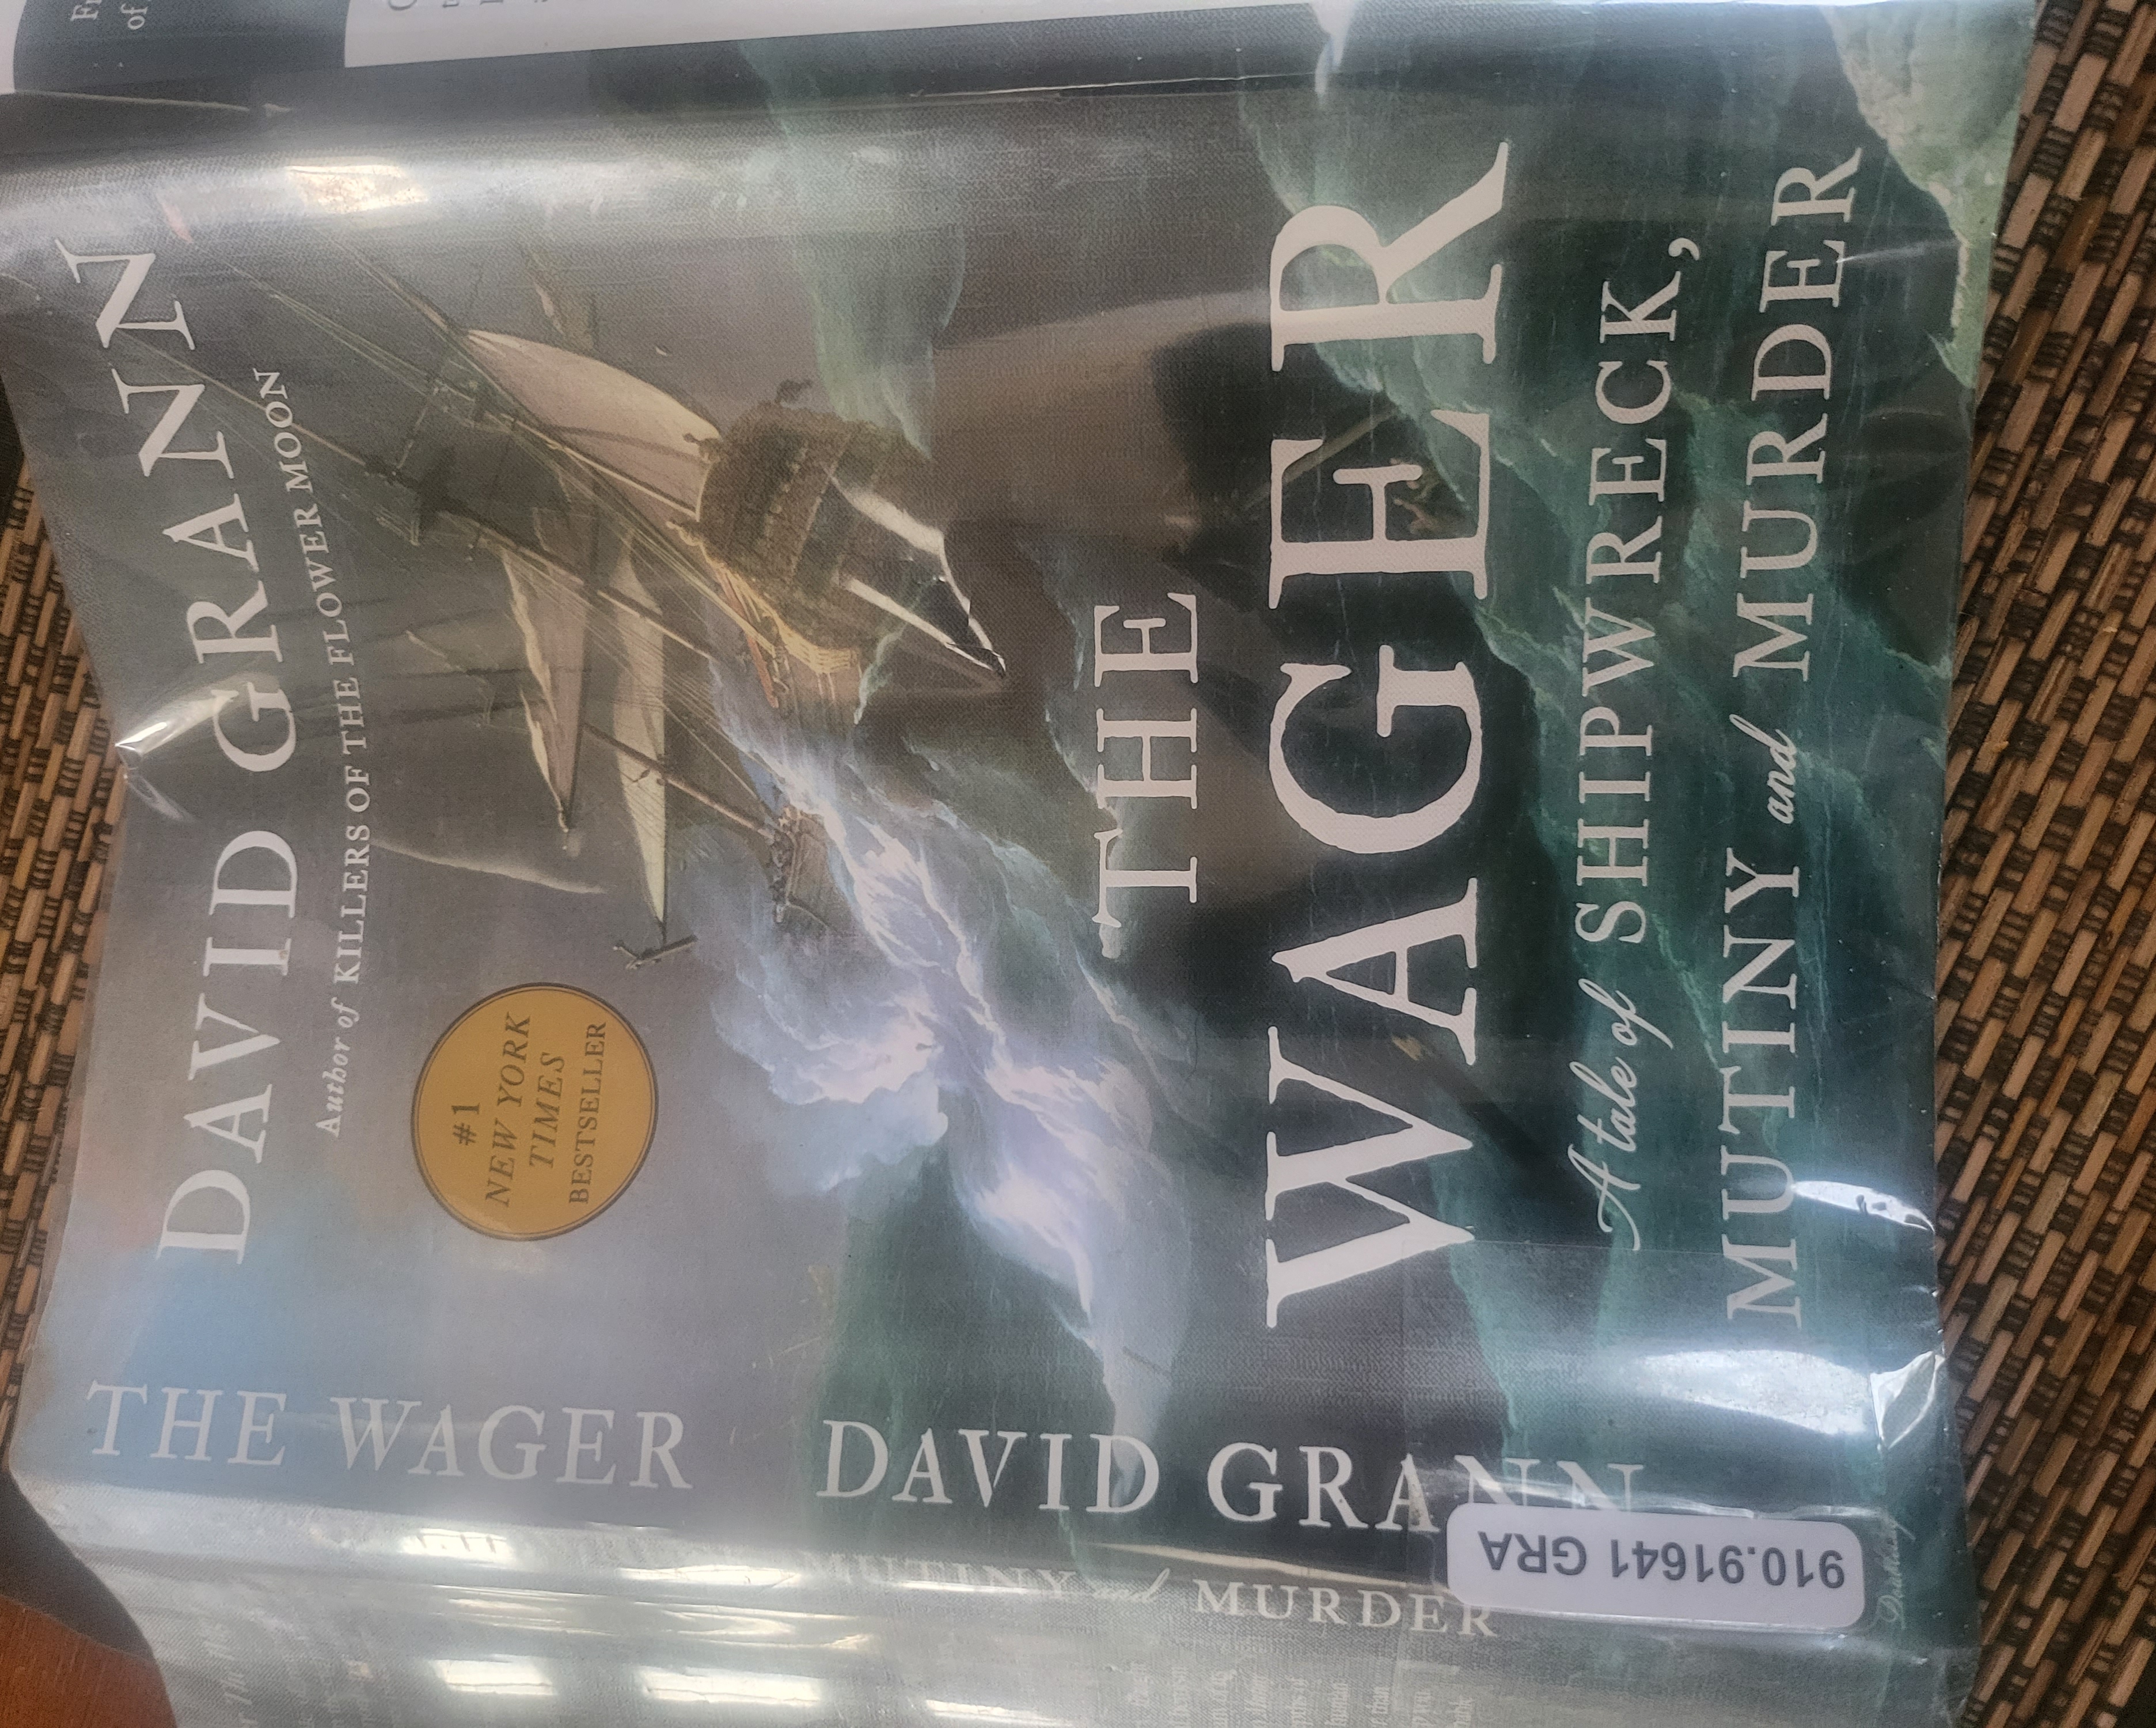 DAVID GRANN
Author of KILLERS OF THE FLOWER MOON
#1
NEW YORK
TIMES
BESTSELLER
THE
WAGER
A tale of SHIPWRECK,
MUTINY and MURDER
THE WAGER DAVID GRANN
MUTINY and MURDER
910.91641 GRA
of